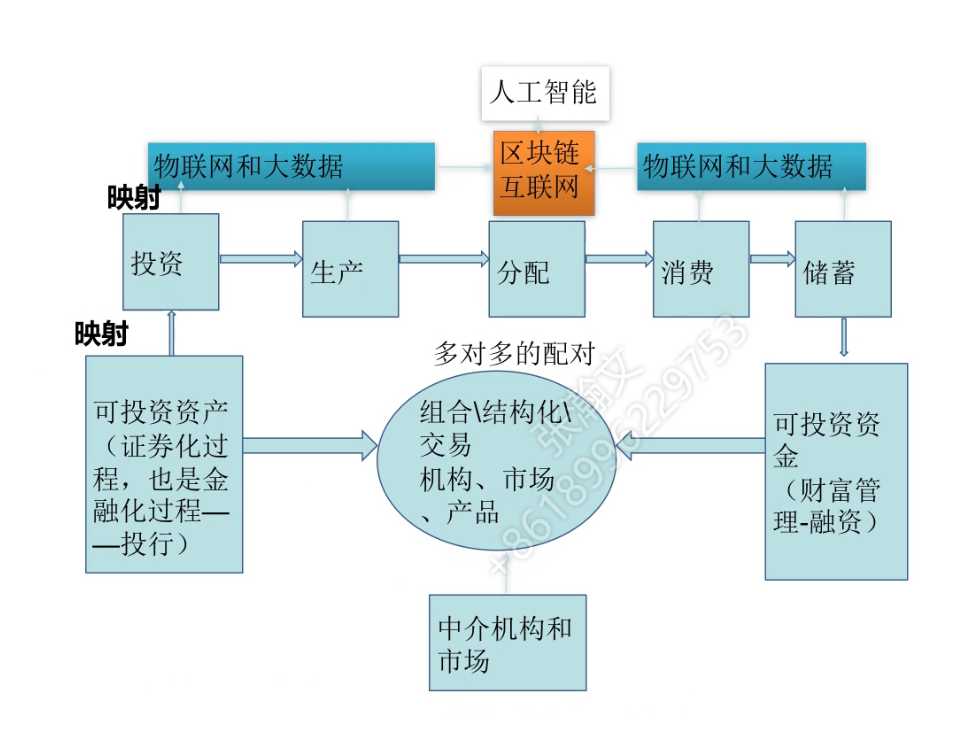 人工智能
物联网和大数据
区块链
互联网
物联网和大数据
映射
投资
生产
分配
消费
储蓄
映射
多对多的配对
可投资资产
（证券化过
程，也是金
融化过程—
—投行）
组合\结构化\
交易
机构、市场
、产品
可投资资
金
（财富管
理-融资）
中介机构和
市场
张瀚文
+8618996229753